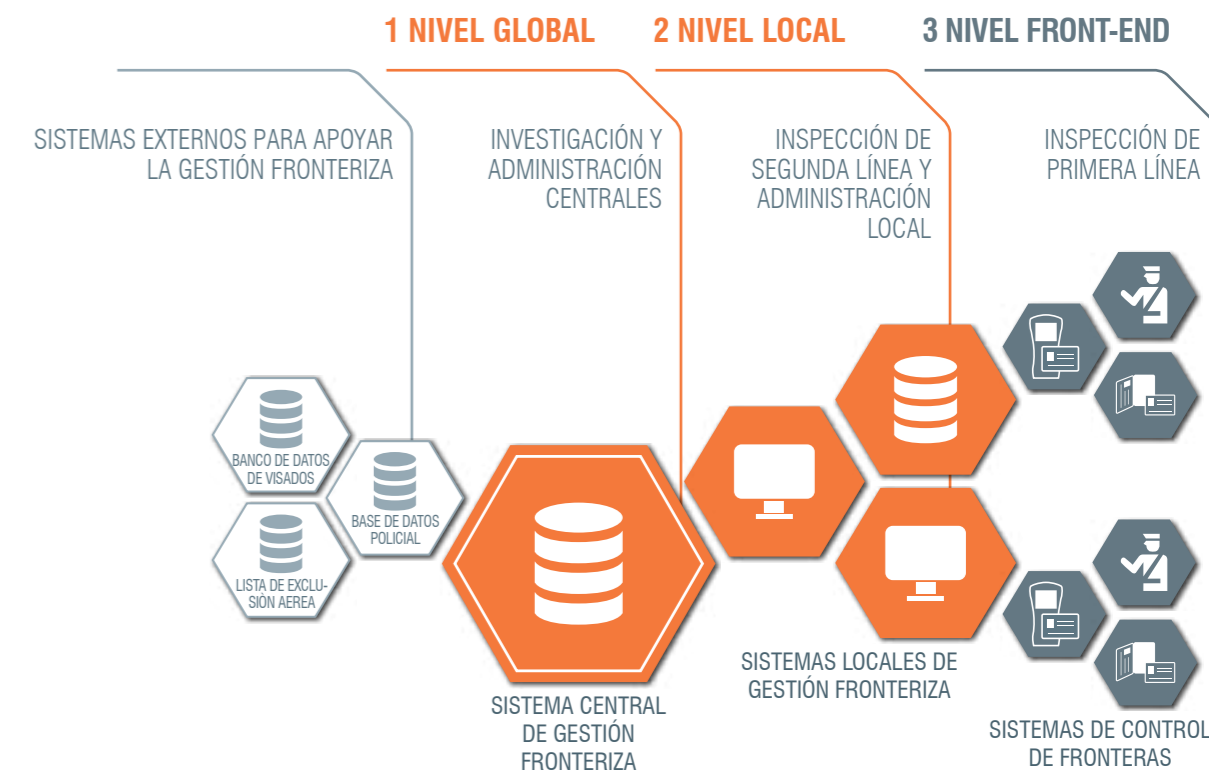 1 NIVEL GLOBAL
2 NIVEL LOCAL
3 NIVEL FRONT-END
SISTEMAS EXTERNOS PARA APOYAR
LA GESTIÓN FRONTERIZA
INVESTIGACIÓN Y
ADMINISTRACIÓN
CENTRALES
INSPECCIÓN DE
SEGUNDA LÍNEA Y
ADMINISTRACIÓN
LOCAL
INSPECCIÓN DE
PRIMERA LÍNEA
BANCO DE DATOS
DE VISADOS
BASE DE DATOS
POLICIAL
LISTA DE EXCLU-
SIÒN AEREA
SISTEMA CENTRAL
DE GESTIÓN
FRONTERIZA
SISTEMAS LOCALES DE
GESTIÓN FRONTERIZA
SISTEMAS DE CONTROL
DE FRONTERAS